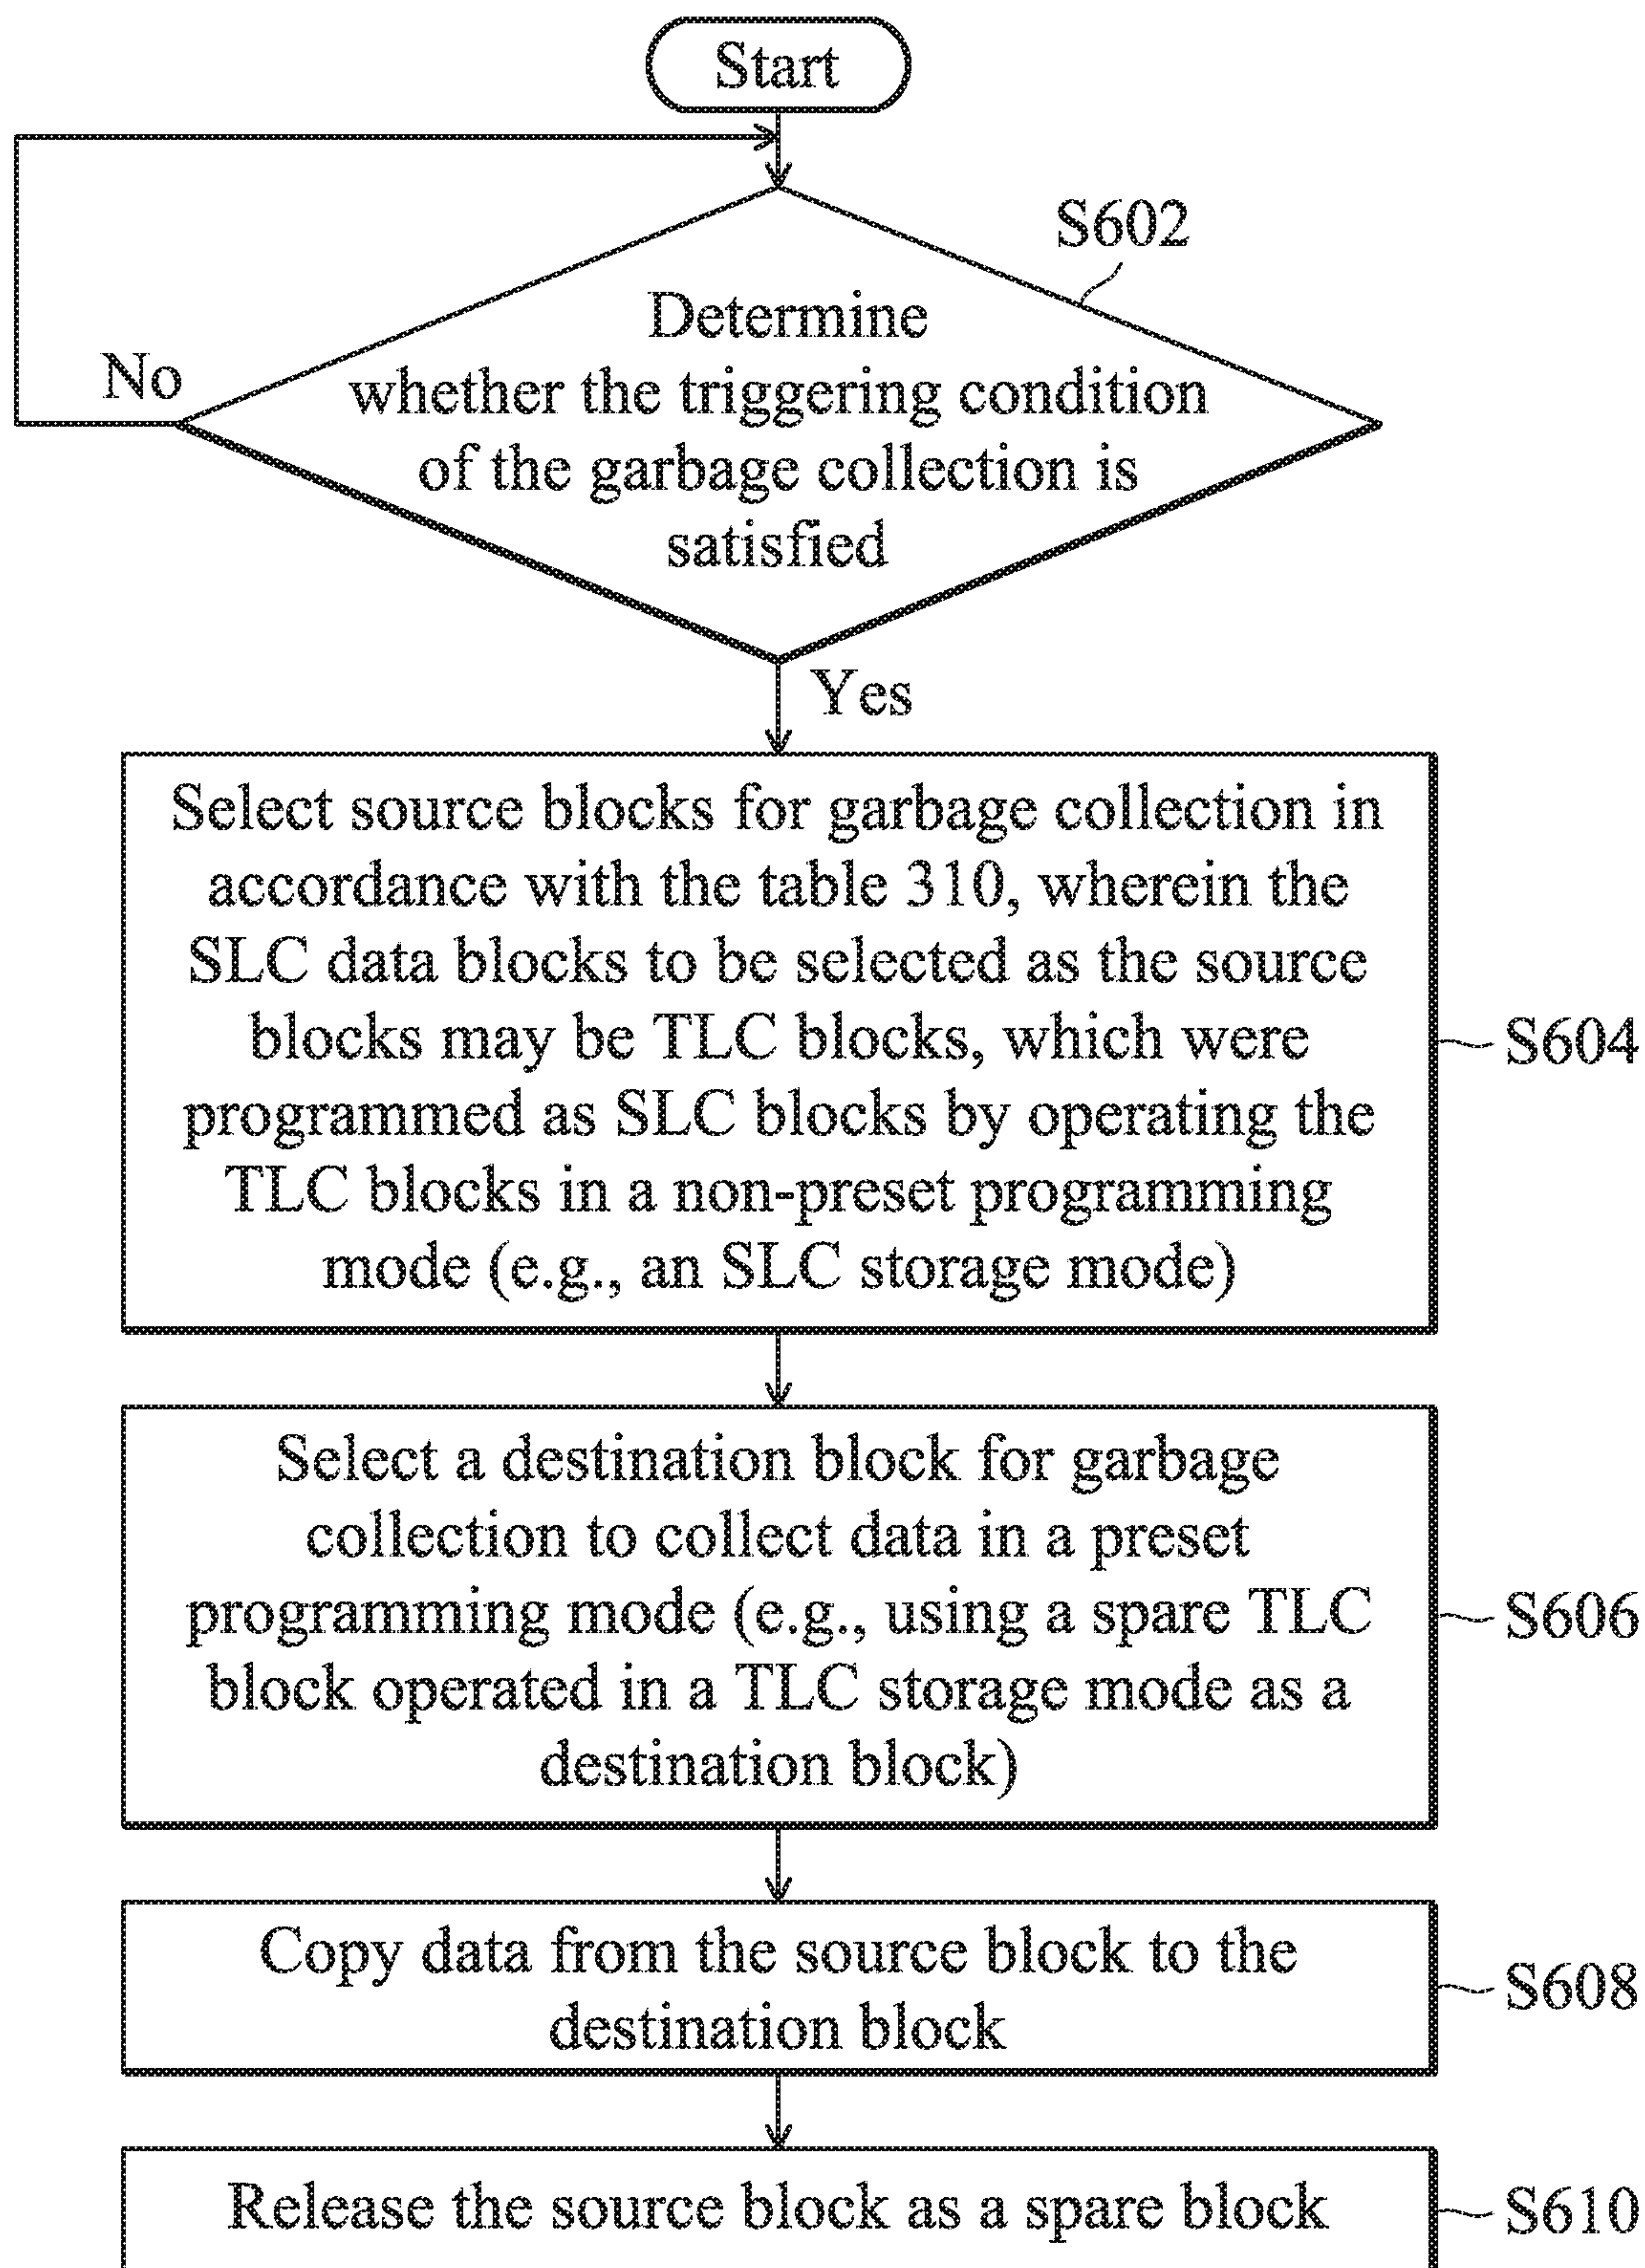 Start
S602
Determine
whether the triggering condition
of the garbage collection is
satisfied
No
Yes
Select source blocks for garbage collection in
accordance with the table 310, wherein the
SLC data blocks to be selected as the source
blocks may be TLC blocks, which were
programmed as SLC blocks by operating the
TLC blocks in a non-preset programming
mode (e.g., an SLC storage mode)
S604
Select a destination block for garbage
collection to collect data in a preset
programming mode (e.g., using a spare TLC
block operated in a TLC storage mode as a
destination block)
S606
Copy data from the source block to the
destination block
S608
Release the source block as a spare block
S610